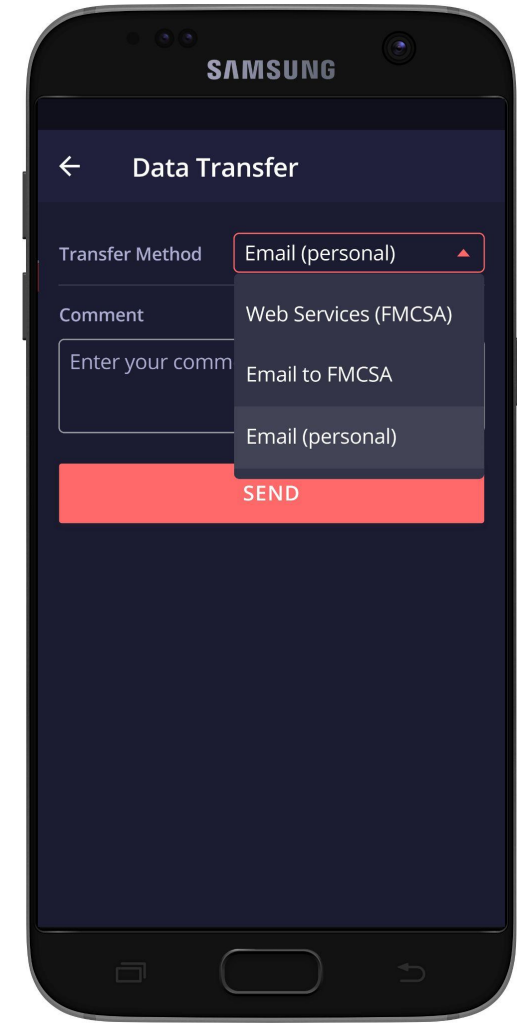 SAMSUNG
Data Transfer
Transfer Method
Email (personal)
Web Services (FMCSA)
Comment
Enter your comm
Email to FMCSA
Email (personal)
SEND